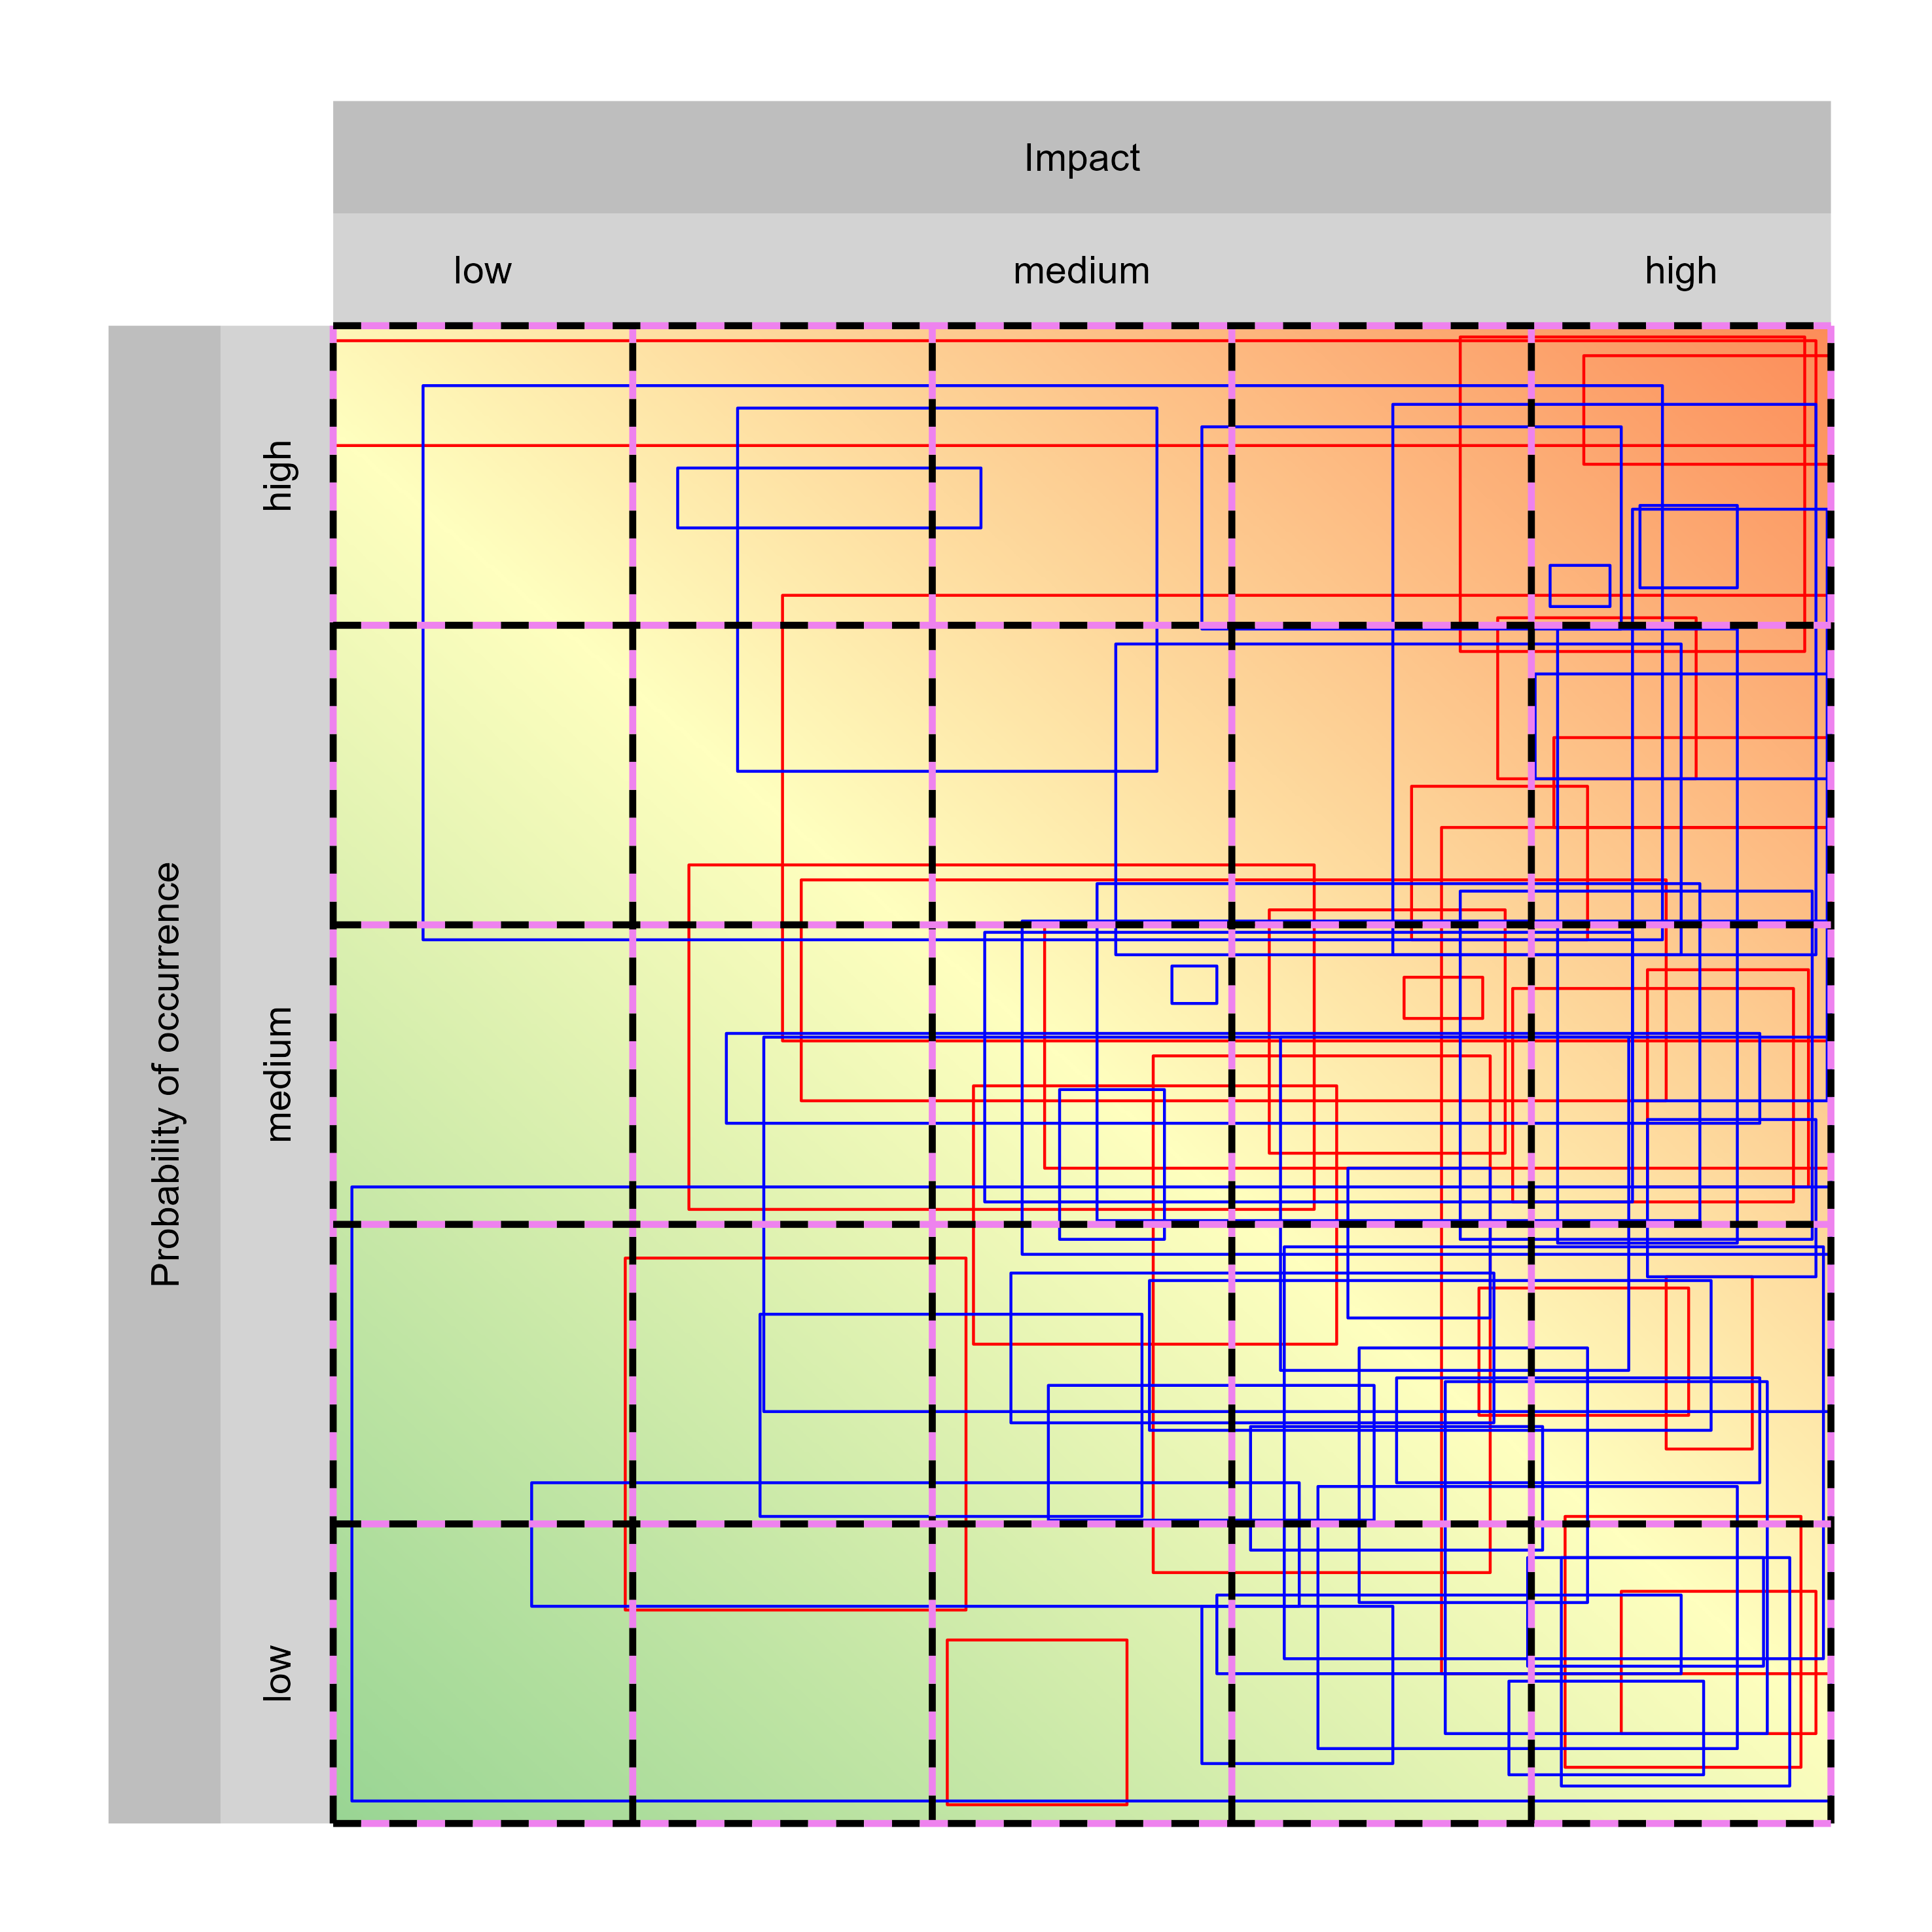 Impact
low
medium
high
Probability of occurrence
high
medium
low